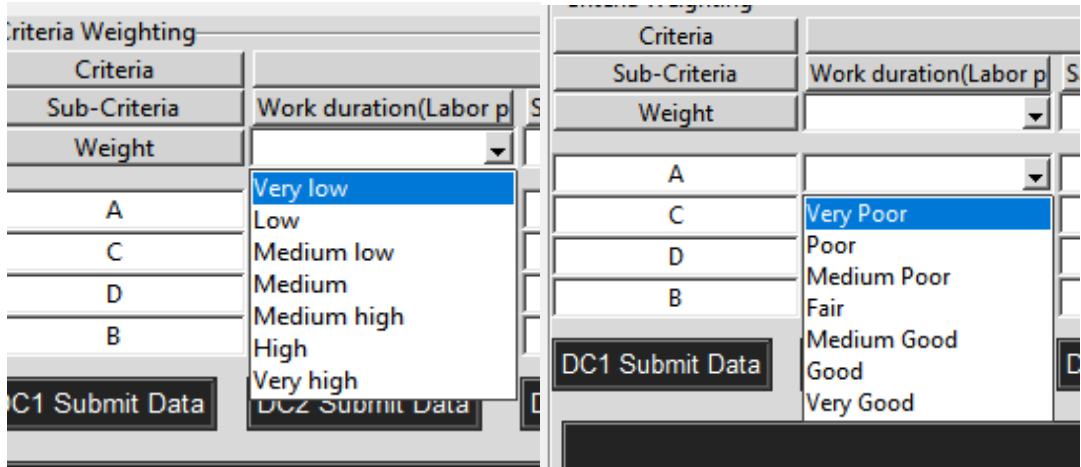 Criteria Weighting
Criteria
Sub-Criteria
Work duration(Labor p
Weight
Very low
A
Low
C
Medium low
D
Medium
B
Medium high
High
Very high
DC1 Submit Data
DC2 Submit Data
Criteria Weighting
Criteria
Sub-Criteria
Work duration(Labor p
S
Weight
A
C
Very Poor
D
Poor
B
Medium Poor
Fair
Medium Good
Good
Very Good
DC1 Submit Data